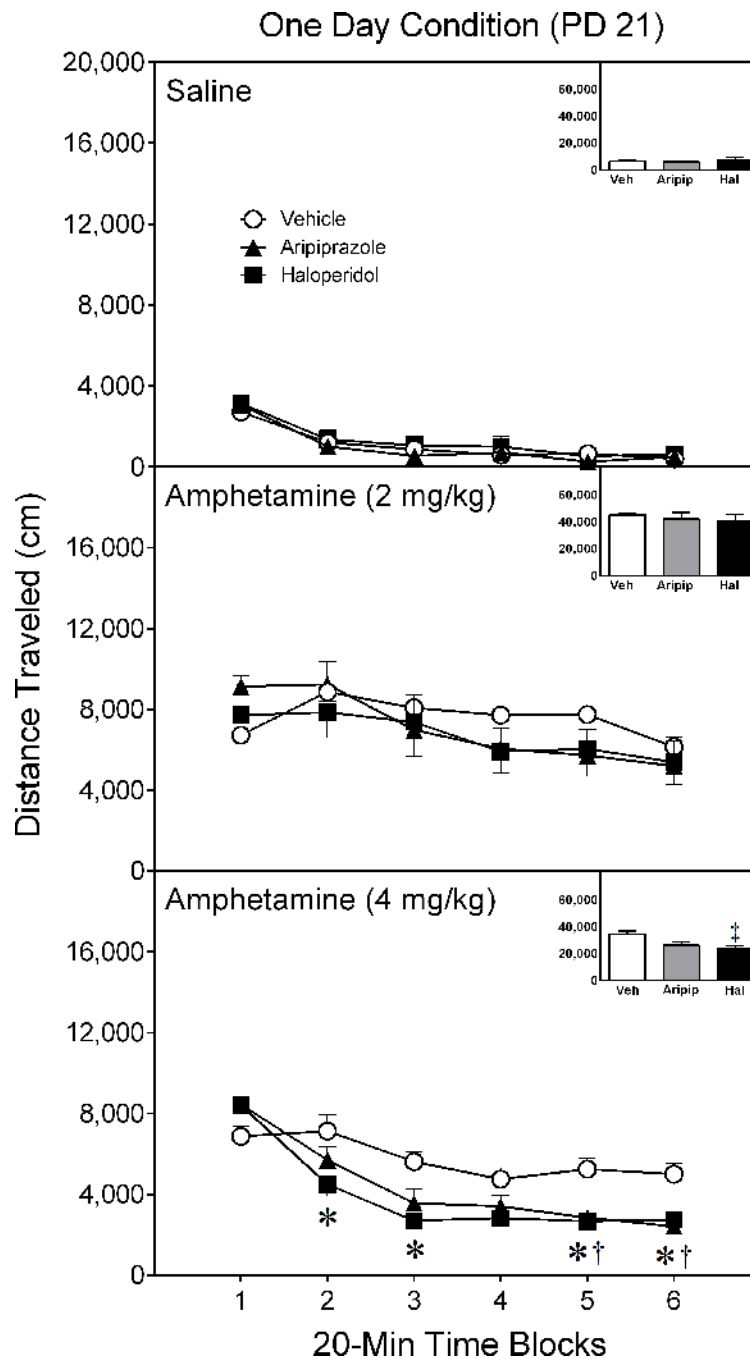 One Day Condition (PD 21)
Distance Traveled (cm)
20,000
16,000
12,000
8,000
4,000
0
Saline
Vehicle
Aripiprazole
Haloperidol
60,000
40,000
20,000
0
Veh Aripip Hal
Amphetamine (2 mg/kg)
16,000
12,000
8,000
4,000
0
60,000
40,000
20,000
0
Veh Aripip Hal
Amphetamine (4 mg/kg)
16,000
12,000
8,000
4,000
0
60,000
40,000
20,000
0
‡
Veh Aripip Hal
* * *† *†
1 2 3 4 5 6
20-Min Time Blocks